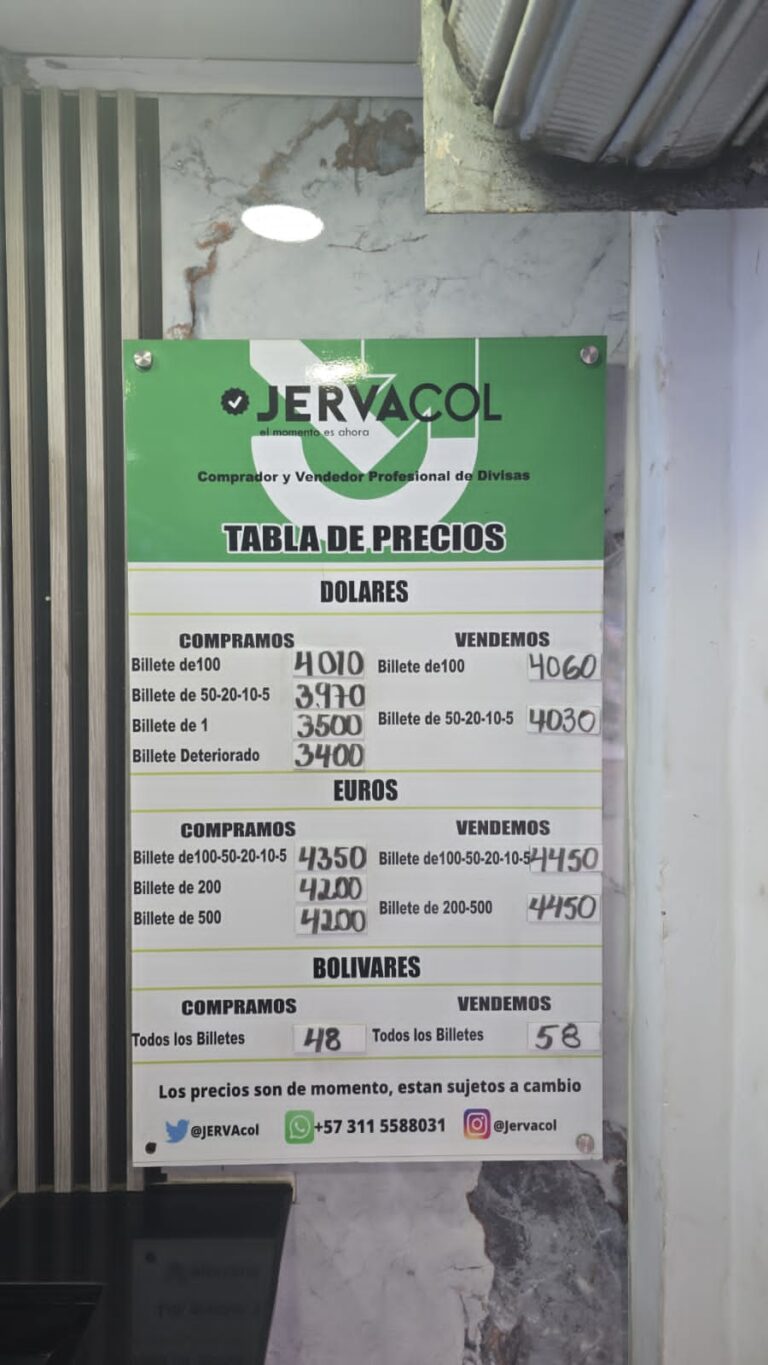 JERVACOL
el momento es ahora
Comprador y Vendedor Profesional de Divisas
TABLA DE PRECIOS
DOLARES
COMPRAMOS
Billete de100 4010
Billete de 50-20-10-5 3970
Billete de 1 3500
Billete Deteriorado 3400
VENDEMOS
Billete de100 4060
Billete de 50-20-10-5 4030
EUROS
COMPRAMOS
Billete de100-50-20-10-5 4350
Billete de 200 4200
Billete de 500 4200
VENDEMOS
Billete de100-50-20-10-5 4450
Billete de 200-500 4450
BOLIVARES
COMPRAMOS
Todos los Billetes 48
VENDEMOS
Todos los Billetes 58
Los precios son de momento, estan sujetos a cambio
@JERVAcol +57 311 5588031 @Jervacol